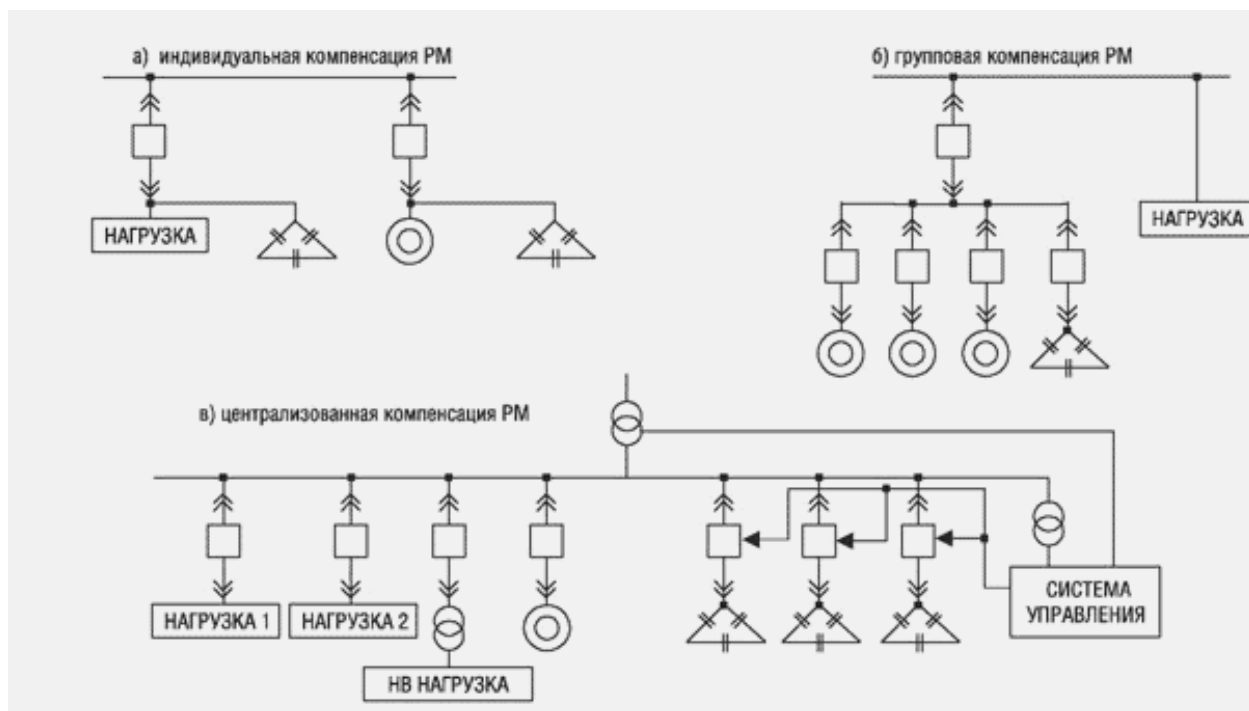 а) индивидуальная компенсация РМ
б) групповая компенсация РМ
НАГРУЗКА
НАГРУЗКА
в) централизованная компенсация РМ
НАГРУЗКА 1
НАГРУЗКА 2
НВ НАГРУЗКА
СИСТЕМА
УПРАВЛЕНИЯ